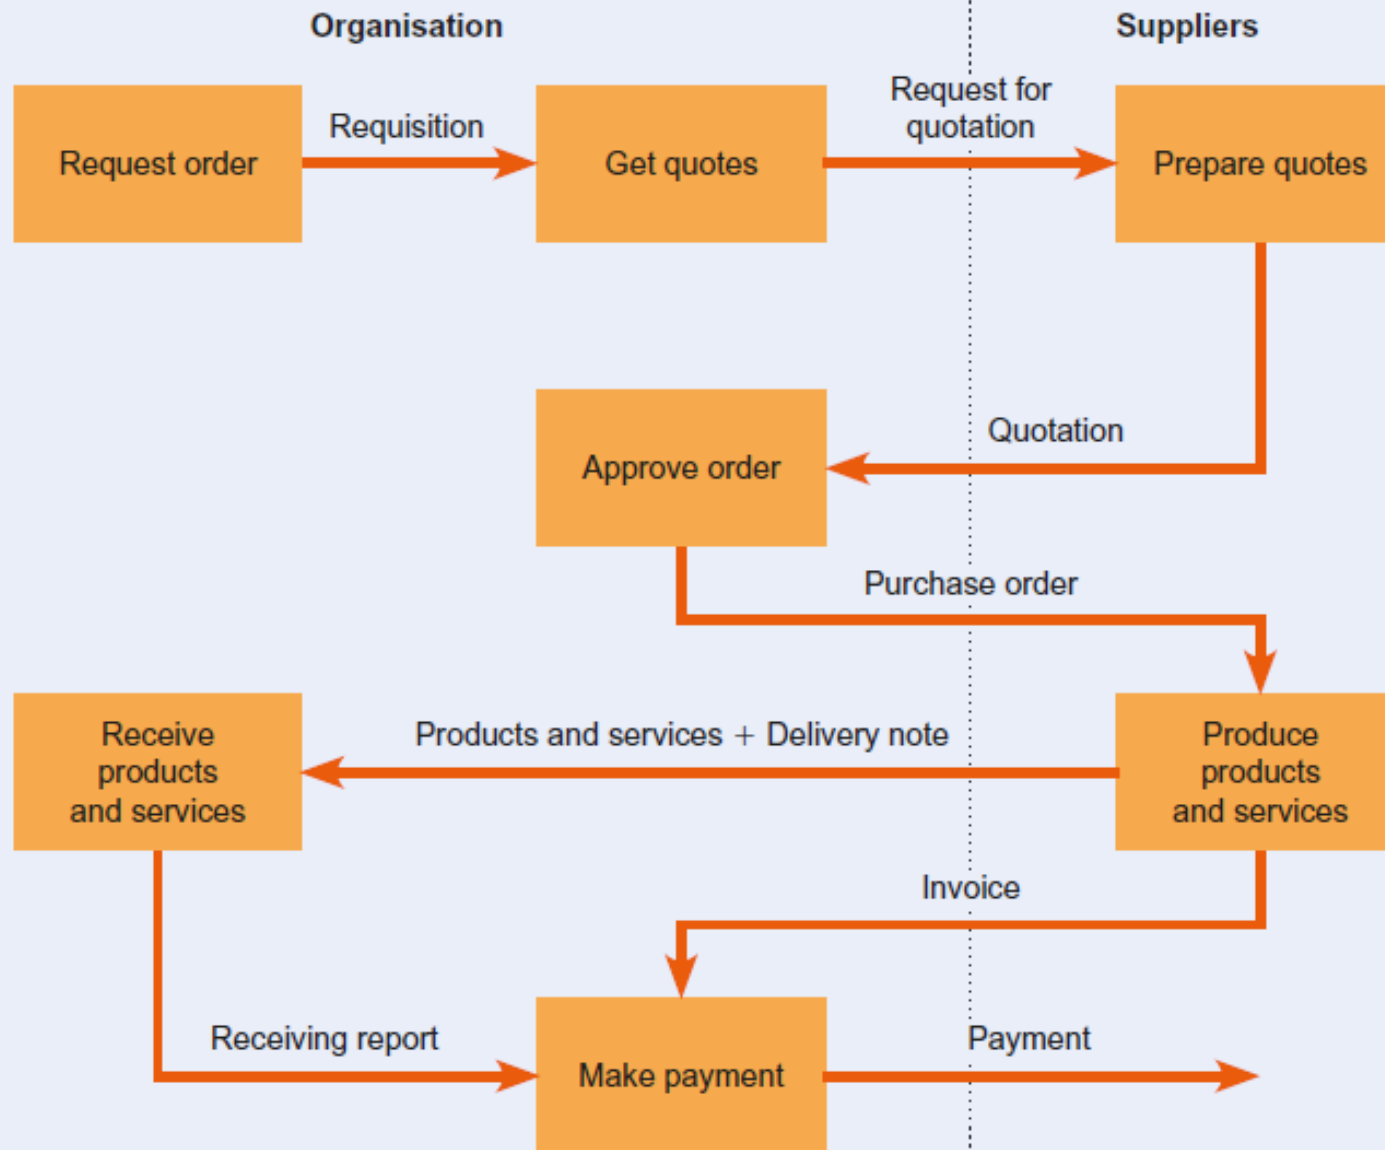 Organisation
Suppliers
Request for
quotation
Requisition
Request order
Get quotes
Prepare quotes
Quotation
Approve order
Purchase order
Products and services + Delivery note
Receive
products
and services
Produce
products
and services
Invoice
Receiving report
Payment
Make payment